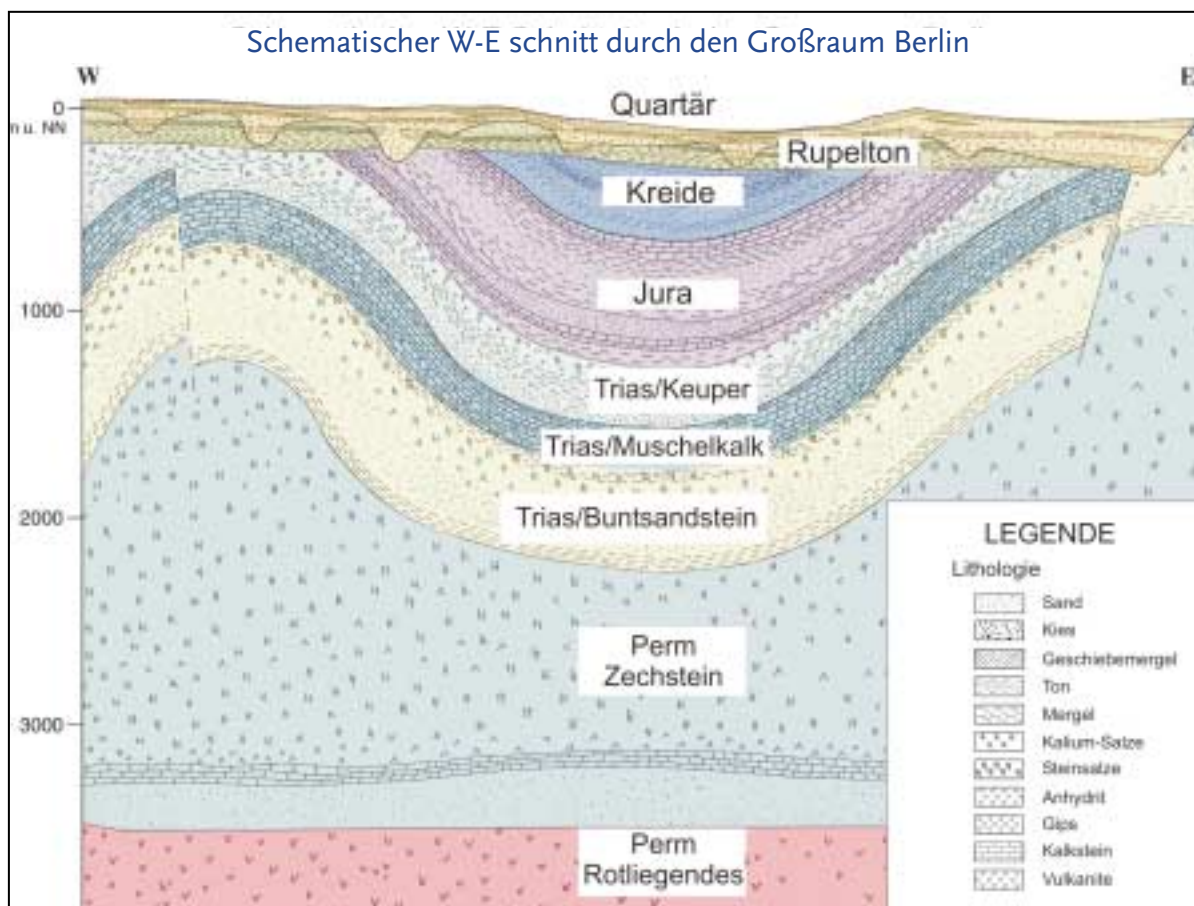 Schematischer W-E schnitt durch den Großraum Berlin
W
E
0
n u. NN
1000
2000
3000
Quartär
Rupelton
Kreide
Jura
Trias/Keuper
Trias/Muschelkalk
Trias/Buntsandstein
Perm
Zechstein
Perm
Rotliegendes
LEGENDE
Lithologie
Sand
Kies
Geschiebemergel
Ton
Mergel
Kalium-Salze
Steinsalze
Anhydrit
Gips
Kalkstein
Vulkanite